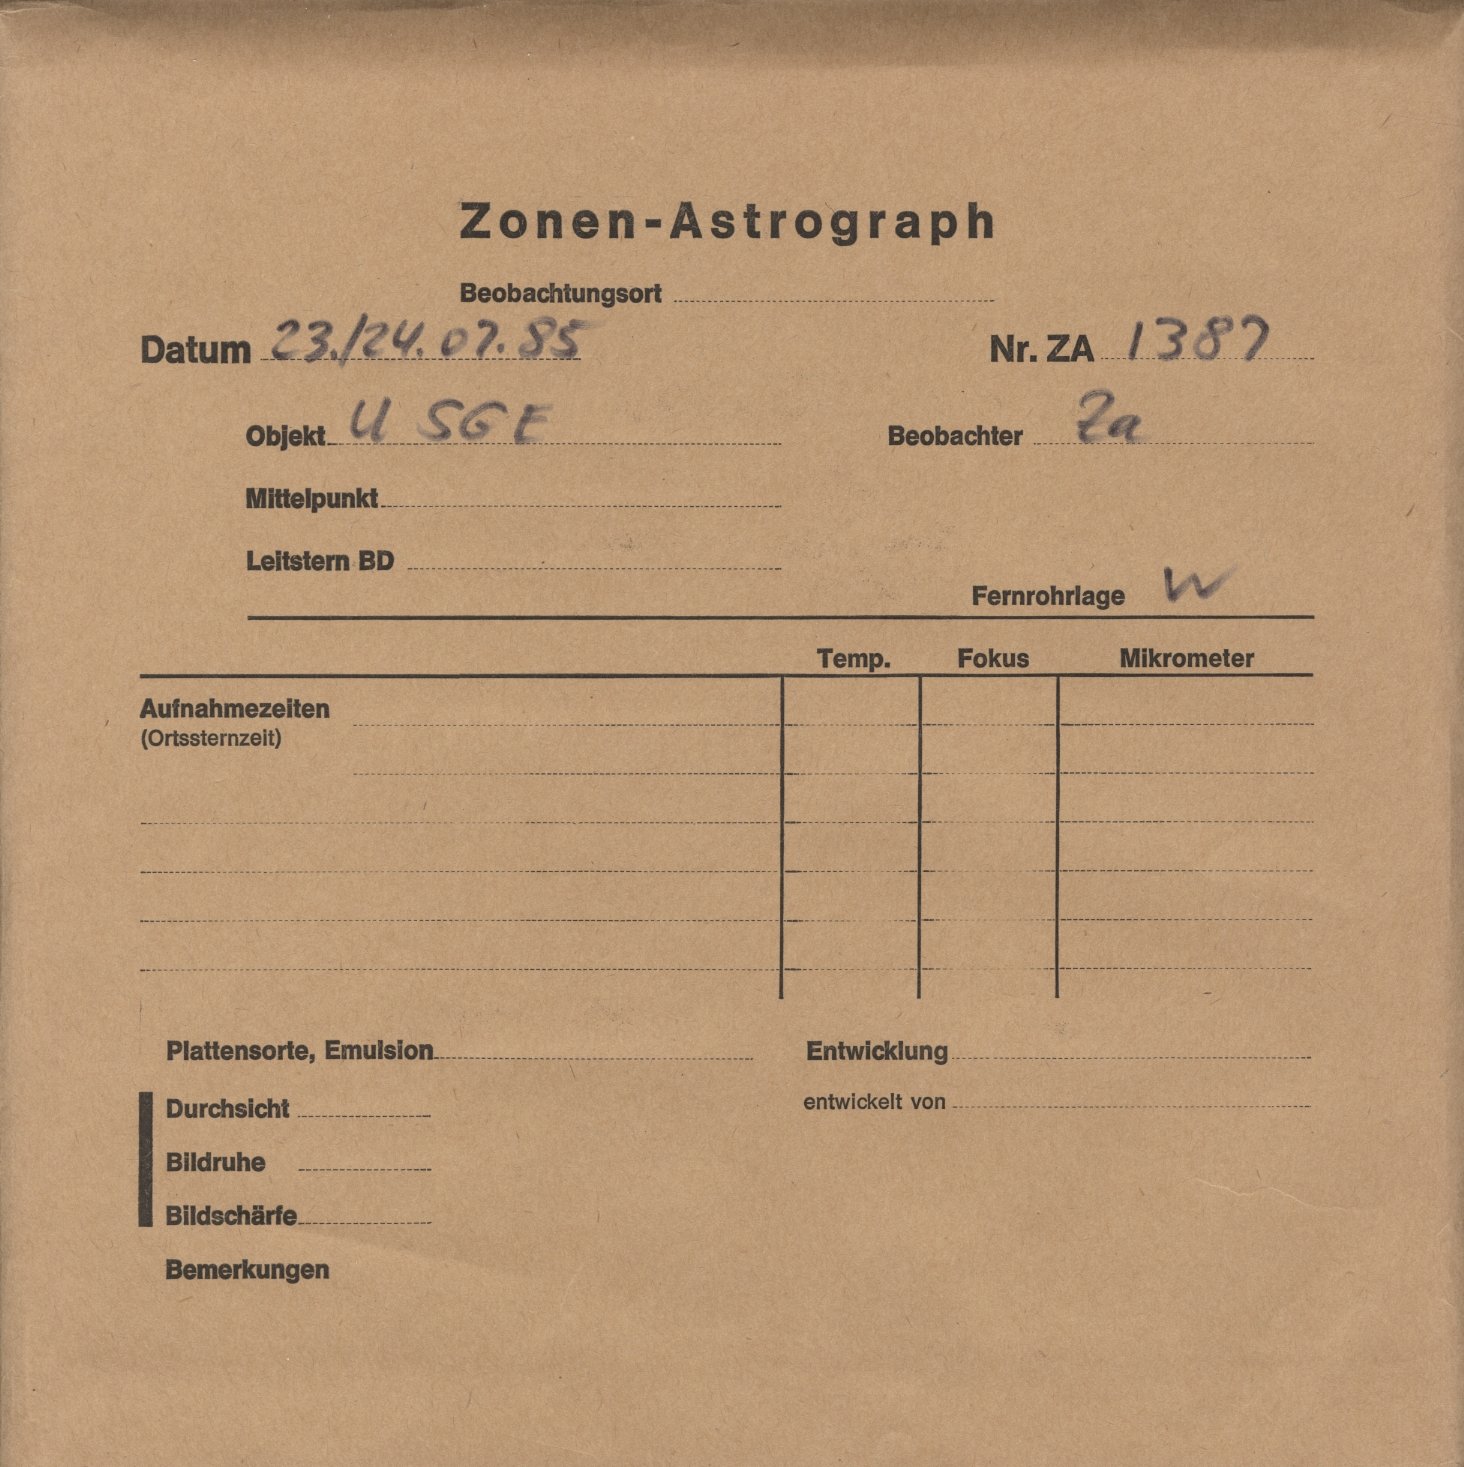 Zonen-Astrograph
Beobachtungsort
Datum 23./24.07.85 Nr. ZA 1387
Objekt U SGE Beobachter Za
Mittelpunkt
Leitstern BD
Fernrohrlage W
Temp. Fokus Mikrometer
Aufnahmezeiten
(Ortssternzeit)
Plattensorte, Emulsion Entwicklung
Durchsicht entwickelt von
Bildruhe
Bildschärfe
Bemerkungen